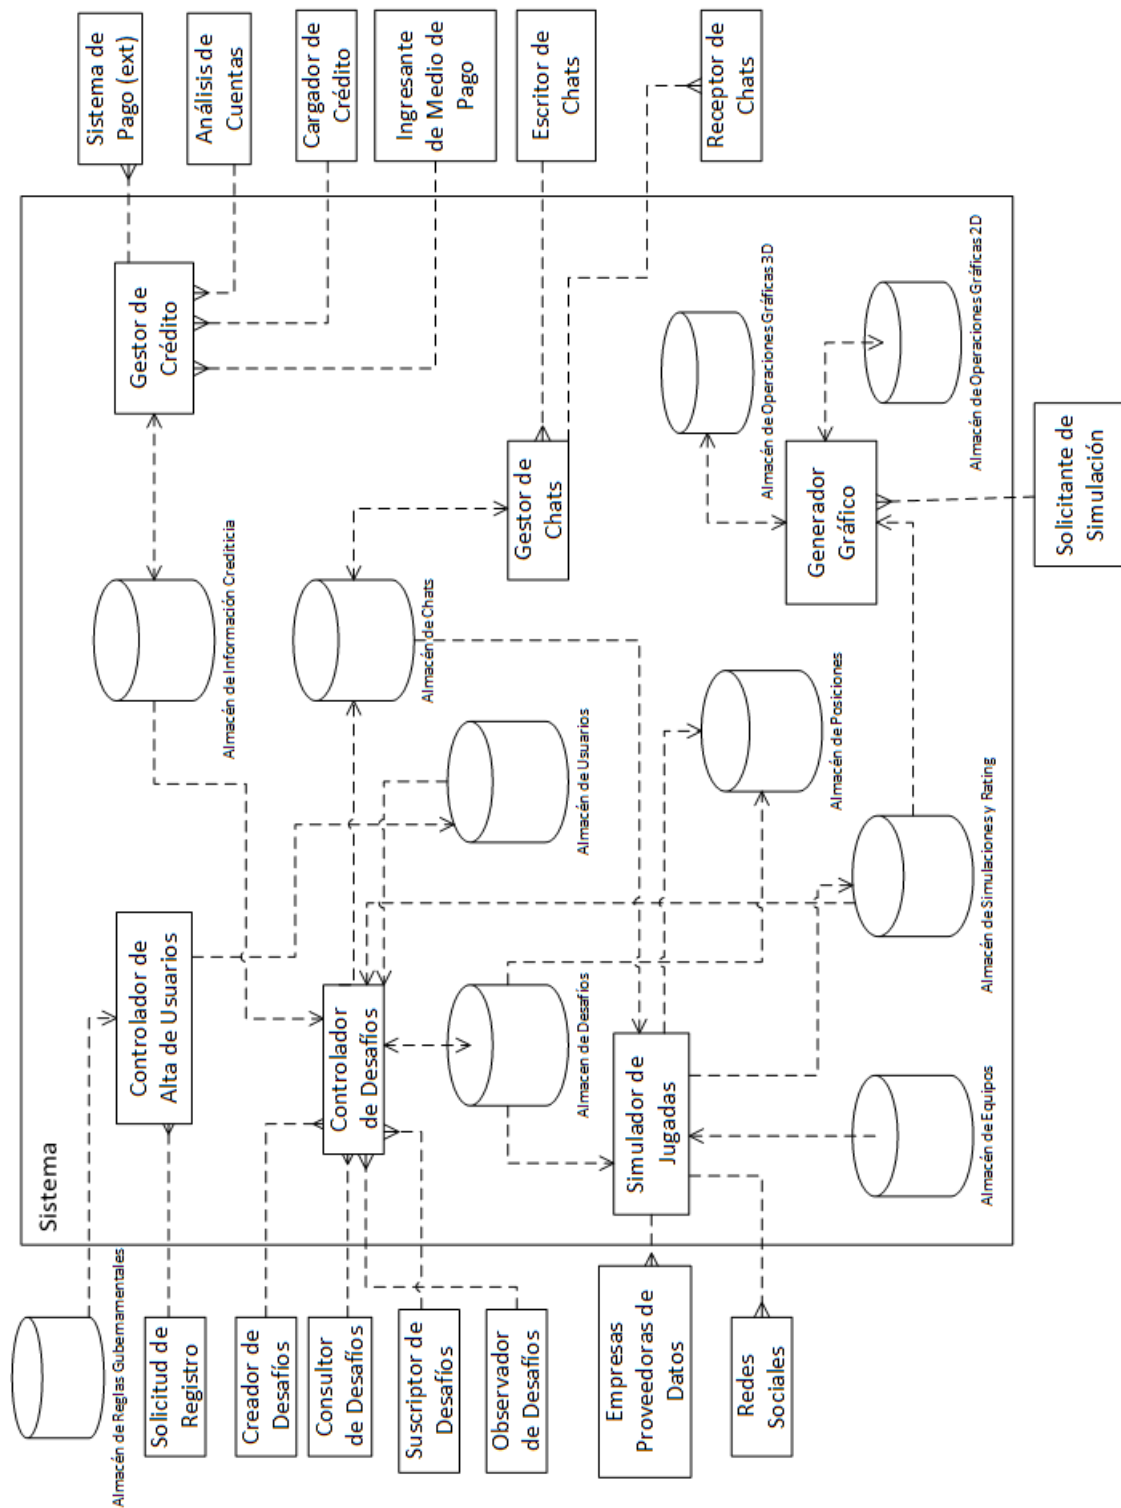 Sistema
Almacén de Reglas Gubernamentales
Solicitud de
Registro
Creador de
Desafíos
Consultor
de Desafíos
Suscriptor de
Desafíos
Observador
de Desafíos
Empresas
Proveedoras de
Datos
Redes
Sociales
Controlador de
Alta de Usuarios
Controlador
de Desafíos
Almacen de Desafíos
Simulador de
Jugadas
Almacén de Equipos
Almacén de Información Crediticia
Almacén de Chats
Almacén de Usuarios
Almacén de Posiciones
Almacén de Simulaciones y Rating
Gestor de
Crédito
Gestor de
Chats
Almacén de Operaciones Gráficas 3D
Generador
Gráfico
Almacén de Operaciones Gráficas 2D
Sistema de
Pago (ext)
Análisis de
Cuentas
Cargador de
Crédito
Ingresante
de Medio de
Pago
Escritor de
Chats
Receptor de
Chats
Solicitante de
Simulación